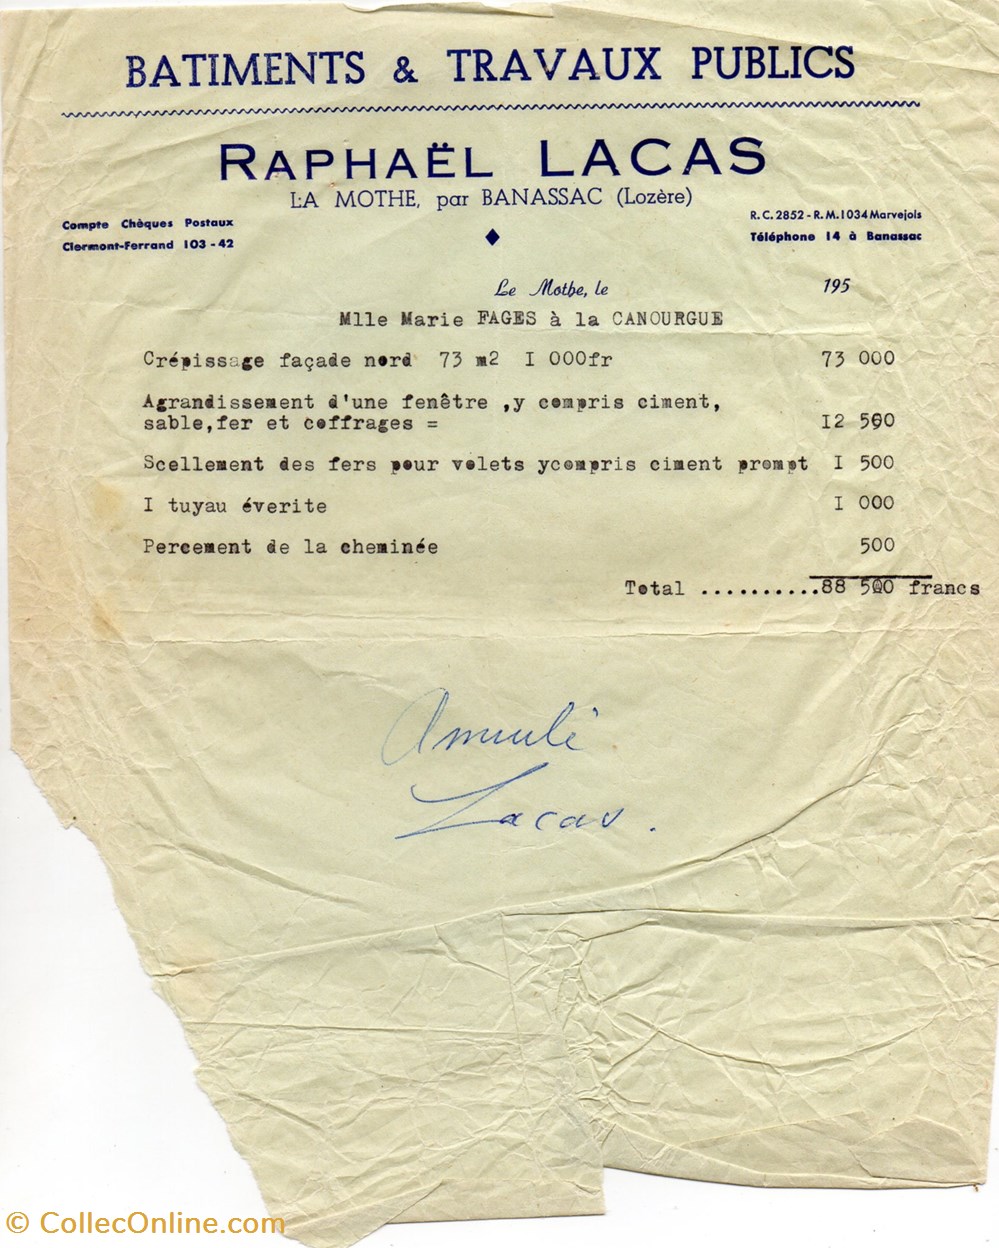 BATIMENTS & TRAVAUX PUBLICS
RAPHAËL LACAS
LA MOTHE, par BANASSAC (Lozère)
Compte Chèques Postaux
Clermont-Ferrand 103-42
R.C. 2852 - R.M. 1034 Marvejols
Téléphone 14 à Banassac
Le Mothe, le 195
Mlle Marie FAGES à la CANOURGUE
Crépissage façade nord 73 m2 I 000fr 73 000
Agrandissement d'une fenêtre ,y compris ciment,
sable,fer et coffrages = I2 500
Scellement des fers pour volets ycompris ciment prompt I 500
I tuyau éverite I 000
Percement de la cheminée 500
Total ..........88 500 francs
Annulé
Lacas.
© CollecOnline.com